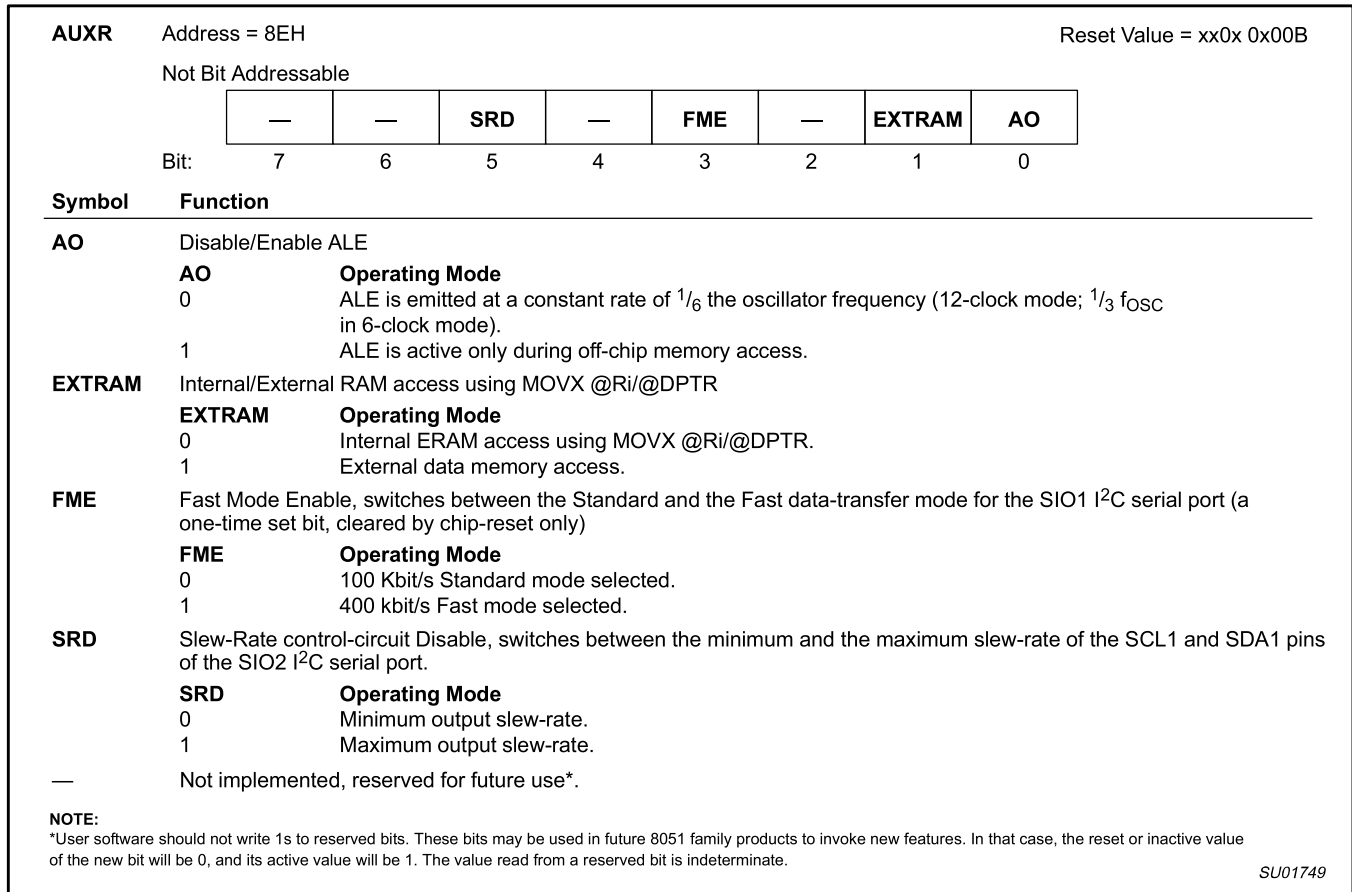 AUXR Address = 8EH Reset Value = xx0x 0x00B
Not Bit Addressable
— — SRD — FME — EXTRAM AO
Bit: 7 6 5 4 3 2 1 0
Symbol Function
AO Disable/Enable ALE
AO Operating Mode
0 ALE is emitted at a constant rate of 1/6 the oscillator frequency (12-clock mode; 1/3 fOSC
in 6-clock mode).
1 ALE is active only during off-chip memory access.
EXTRAM Internal/External RAM access using MOVX @Ri/@DPTR
EXTRAM Operating Mode
0 Internal ERAM access using MOVX @Ri/@DPTR.
1 External data memory access.
FME Fast Mode Enable, switches between the Standard and the Fast data-transfer mode for the SIO1 I2C serial port (a
one-time set bit, cleared by chip-reset only)
FME Operating Mode
0 100 Kbit/s Standard mode selected.
1 400 kbit/s Fast mode selected.
SRD Slew-Rate control-circuit Disable, switches between the minimum and the maximum slew-rate of the SCL1 and SDA1 pins
of the SIO2 I2C serial port.
SRD Operating Mode
0 Minimum output slew-rate.
1 Maximum output slew-rate.
— Not implemented, reserved for future use*.
NOTE:
*User software should not write 1s to reserved bits. These bits may be used in future 8051 family products to invoke new features. In that case, the reset or inactive value
of the new bit will be 0, and its active value will be 1. The value read from a reserved bit is indeterminate.
SU01749